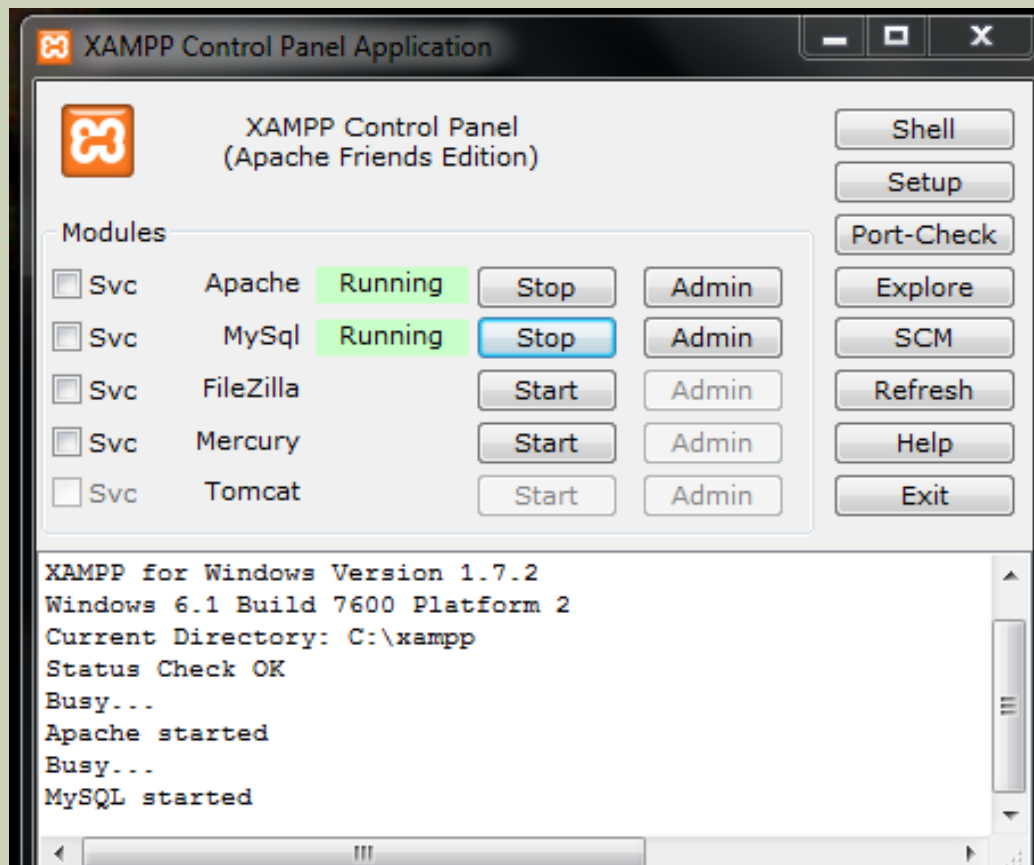 XAMPP Control Panel Application
XAMPP Control Panel
(Apache Friends Edition)
Shell
Setup
Port-Check
Explore
SCM
Refresh
Help
Exit
Modules
Svc Apache Running Stop Admin
Svc MySql Running Stop Admin
Svc FileZilla Start Admin
Svc Mercury Start Admin
Svc Tomcat Start Admin
XAMPP for Windows Version 1.7.2
Windows 6.1 Build 7600 Platform 2
Current Directory: C:\xampp
Status Check OK
Busy...
Apache started
Busy...
MySQL started